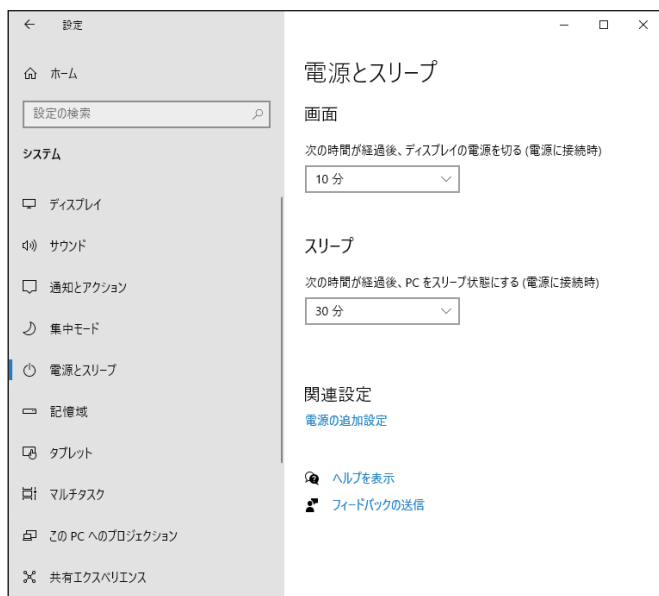 設定
ホーム
設定の検索
システム
ディスプレイ
サウンド
通知とアクション
集中モード
電源とスリープ
記憶域
タブレット
マルチタスク
この PC へのプロジェクション
共有エクスペリエンス
電源とスリープ
画面
次の時間が経過後、ディスプレイの電源を切る (電源に接続時)
10 分
スリープ
次の時間が経過後、PC をスリープ状態にする (電源に接続時)
30 分
関連設定
電源の追加設定
ヘルプを表示
フィードバックの送信